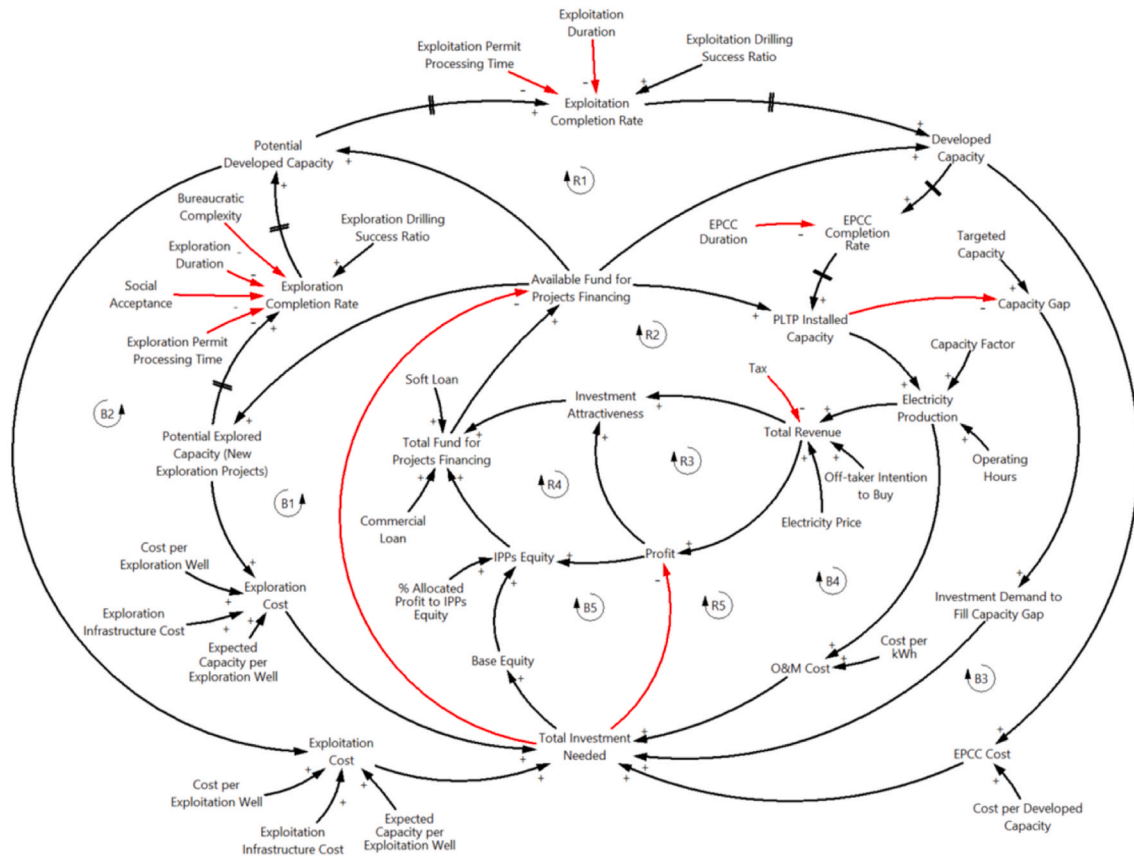 Exploitation
Duration
Exploitation Permit
Processing Time
Exploitation Drilling
Success Ratio
Exploitation
Completion Rate
Potential
Developed Capacity
Developed
Capacity
R1
Bureaucratic
Complexity
Exploration Drilling
Success Ratio
Exploration
Duration
Social
Acceptance
Exploration
Completion Rate
Exploration Permit
Processing Time
EPCC
Duration
EPCC
Completion
Rate
Targeted
Capacity
Available Fund for
Projects Financing
PLTP Installed
Capacity
Capacity Gap
R2
Capacity Factor
Soft Loan
Investment
Attractiveness
Tax
Electricity
Production
B2
Potential Explored
Capacity (New
Exploration Projects)
Total Fund for
Projects Financing
Total Revenue
R3
Off-taker Intention
to Buy
Operating
Hours
B1
R4
Commercial
Loan
Electricity Price
Cost per
Exploration Well
IPPs Equity
Profit
B4
Exploration
Cost
% Allocated
Profit to IPPs
Equity
B5
R5
Investment Demand to
Fill Capacity Gap
Exploration
Infrastructure Cost
Expected
Capacity per
Exploration Well
Base Equity
Cost per
kWh
O&M Cost
B3
Exploitation
Cost
Total Investment
Needed
EPCC Cost
Cost per
Exploitation Well
Exploitation
Infrastructure Cost
Expected
Capacity per
Exploitation Well
Cost per Developed
Capacity